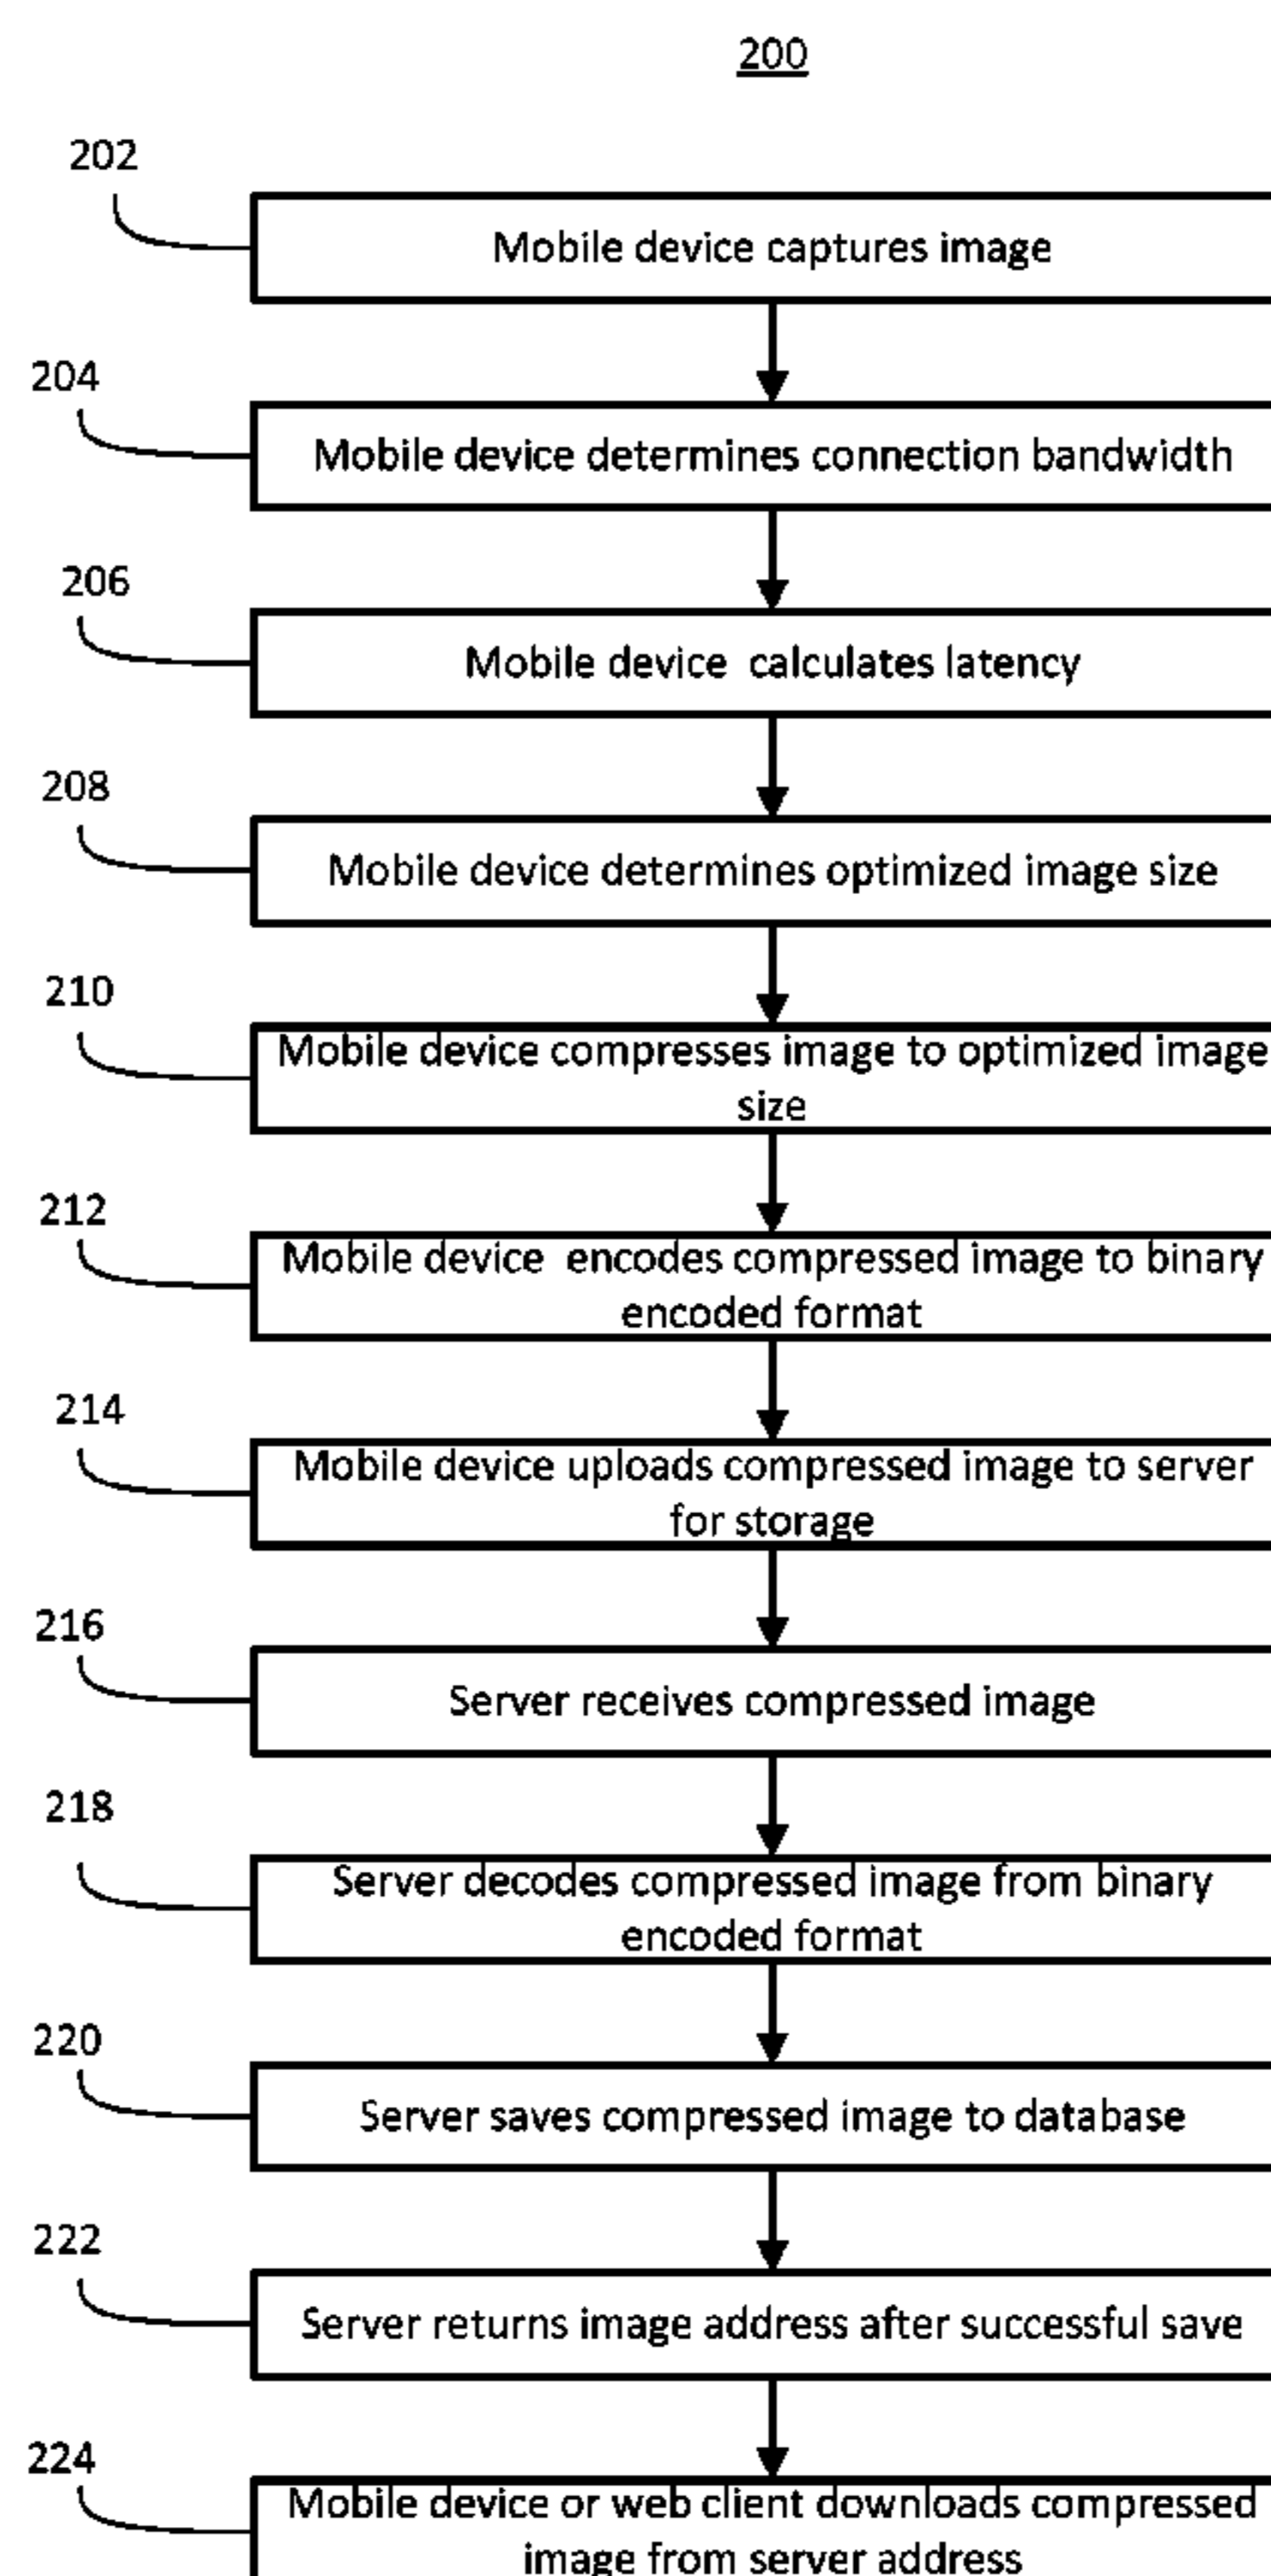 200
202
Mobile device captures image
204
Mobile device determines connection bandwidth
206
Mobile device calculates latency
208
Mobile device determines optimized image size
210
Mobile device compresses image to optimized image
size
212
Mobile device encodes compressed image to binary
encoded format
214
Mobile device uploads compressed image to server
for storage
216
Server receives compressed image
218
Server decodes compressed image from binary
encoded format
220
Server saves compressed image to database
222
Server returns image address after successful save
224
Mobile device or web client downloads compressed
image from server address